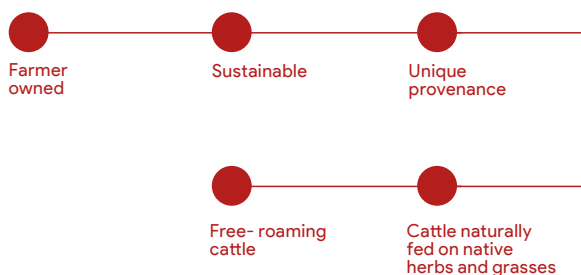 Farmer
owned
Sustainable
Unique
provenance
Free- roaming
cattle
Cattle naturally
fed on native
herbs and grasses